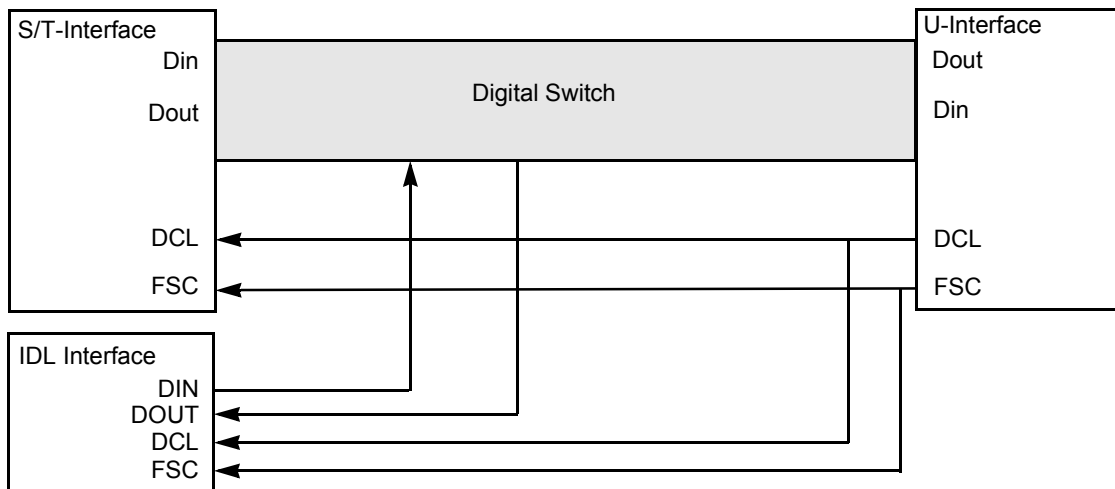 S/T-Interface
Din
Dout
DCL
FSC
Digital Switch
U-Interface
Dout
Din
DCL
FSC
IDL Interface
DIN
DOUT
DCL
FSC